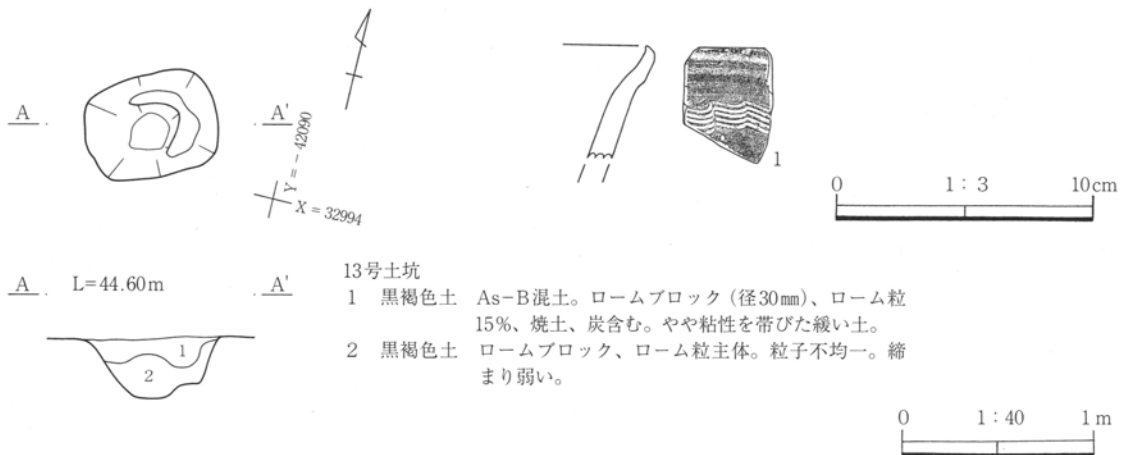 A A'
Y=-42090
X=32994
1
0 1:3 10cm
A L=44.60m A'
1
2
13号土坑
1 黒褐色土 As-B混土。ロームブロック（径30㎜）、ローム粒
15%、焼土、炭含む。やや粘性を帯びた緩い土。
2 黒褐色土 ロームブロック、ローム粒主体。粒子不均一。締
まり弱い。
0 1:40 1m